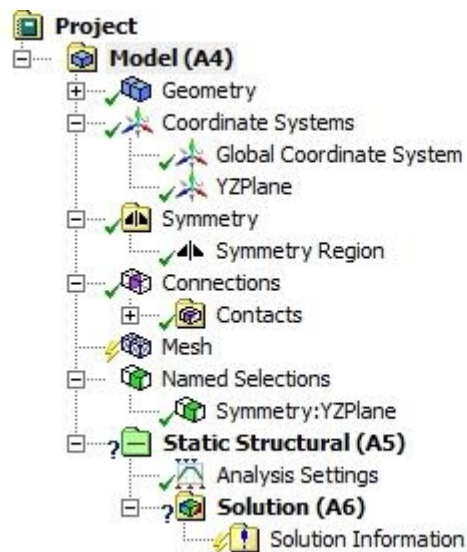 Project
Model (A4)
Geometry
Coordinate Systems
Global Coordinate System
YZPlane
Symmetry
Symmetry Region
Connections
Contacts
Mesh
Named Selections
Symmetry:YZPlane
Static Structural (A5)
Analysis Settings
Solution (A6)
Solution Information